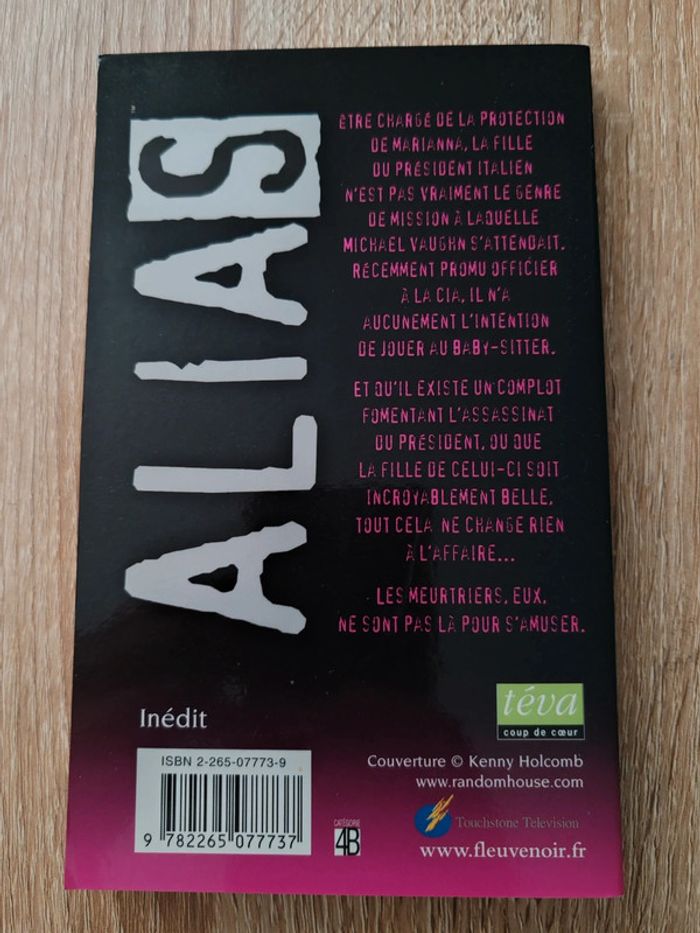 ALIAS
ÊTRE CHARGÉ DE LA PROTECTION
DE MARIANNA, LA FILLE
DU PRÉSIDENT ITALIEN
N'EST PAS VRAIMENT LE GENRE
DE MISSION À LAQUELLE
MICHAEL VAUGHN S'ATTENDAIT.
RÉCEMMENT PROMU OFFICIER
À LA CIA, IL N'A
AUCUNEMENT L'INTENTION
DE JOUER AU BABY-SITTER.
ET QU'IL EXISTE UN COMPLOT
FOMENTANT L'ASSASSINAT
DU PRÉSIDENT, OU QUE
LA FILLE DE CELUI-CI SOIT
INCROYABLEMENT BELLE,
TOUT CELA NE CHANGE RIEN
À L'AFFAIRE...
LES MEURTRIERS, EUX,
NE SONT PAS LÀ POUR S'AMUSER.
Inédit
téva
coup de cœur
ISBN 2-265-07773-9
9 782265 077737
CATÉGORIE
4B
Couverture © Kenny Holcomb
www.randomhouse.com
Touchstone Television
www.fleuvenoir.fr